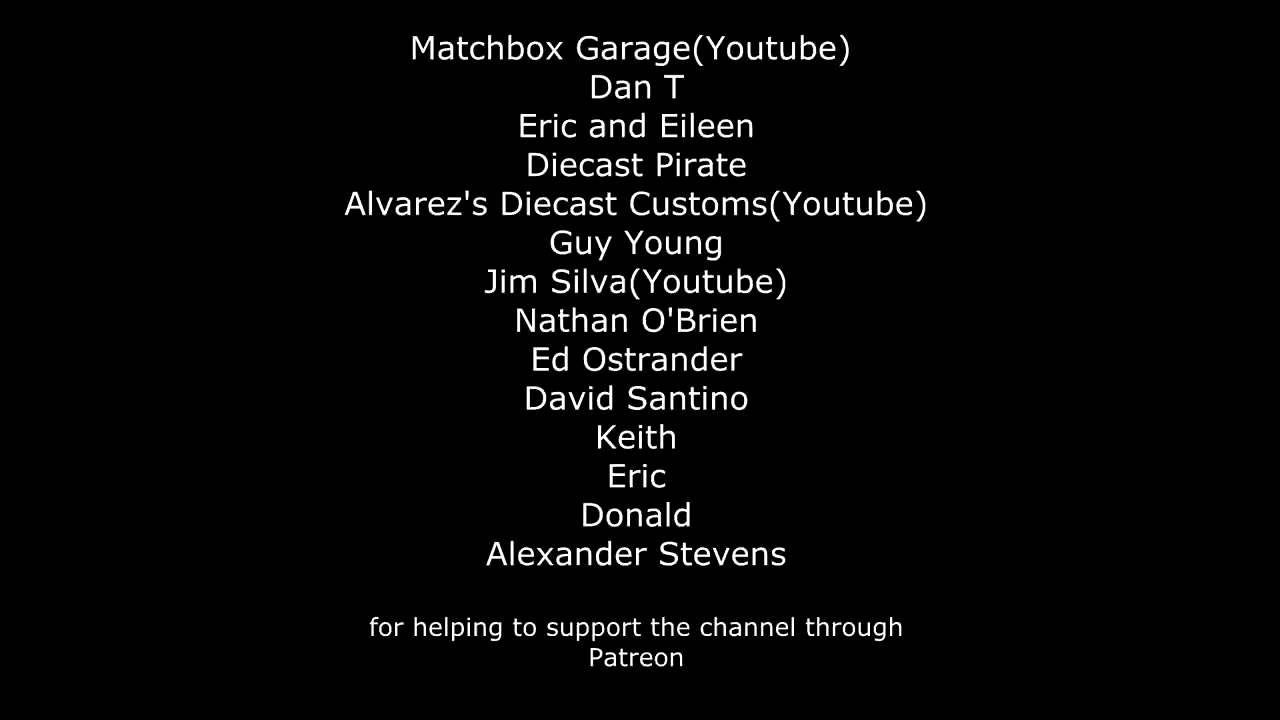 Matchbox Garage(Youtube)
Dan T
Eric and Eileen
Diecast Pirate
Alvarez's Diecast Customs(Youtube)
Guy Young
Jim Silva(Youtube)
Nathan O'Brien
Ed Ostrander
David Santino
Keith
Eric
Donald
Alexander Stevens
for helping to support the channel through
Patreon